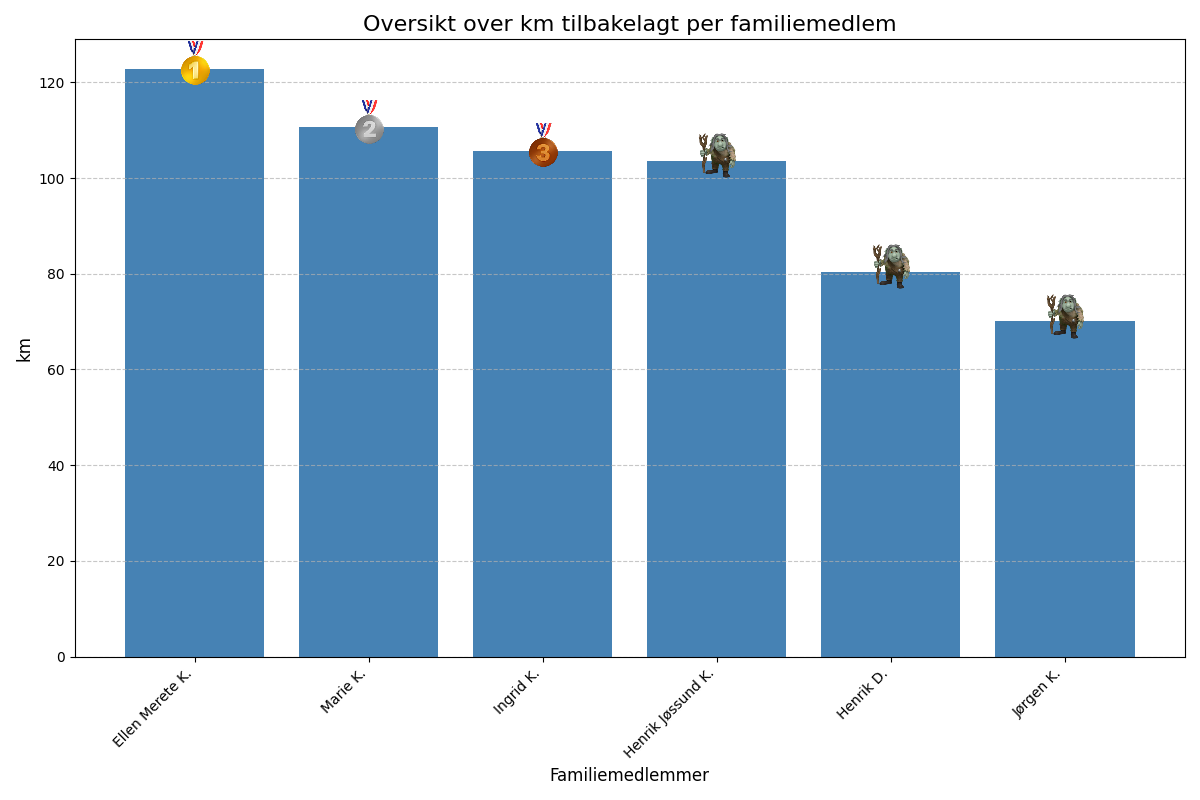 Oversikt over km tilbakelagt per familiemedlem
1
2
3
120
100
80
60
40
20
0
km
Ellen Merete K.
Marie K.
Ingrid K.
Henrik Jøssund K.
Henrik D.
Jørgen K.
Familiemedlemmer